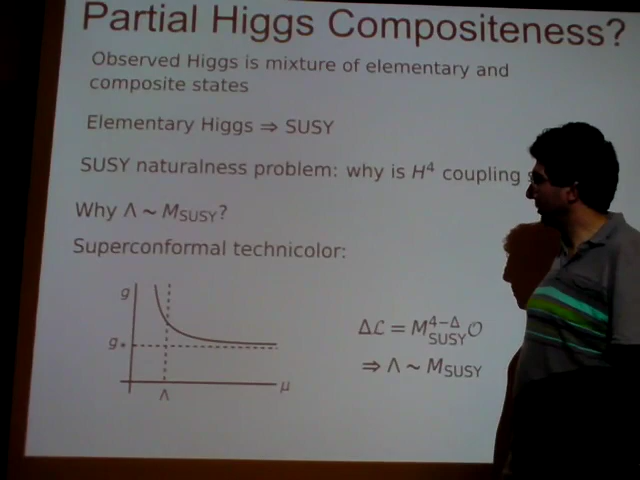 Partial Higgs Compositeness?
Observed Higgs is mixture of elementary and
composite states
Elementary Higgs ⇒ SUSY
SUSY naturalness problem: why is H⁴ coupling
Why Λ ~ M_SUSY?
Superconformal technicolor:
g
g*
Λ
μ
Δℒ = M_SUSY^{4−Δ} 𝒪
⇒ Λ ~ M_SUSY